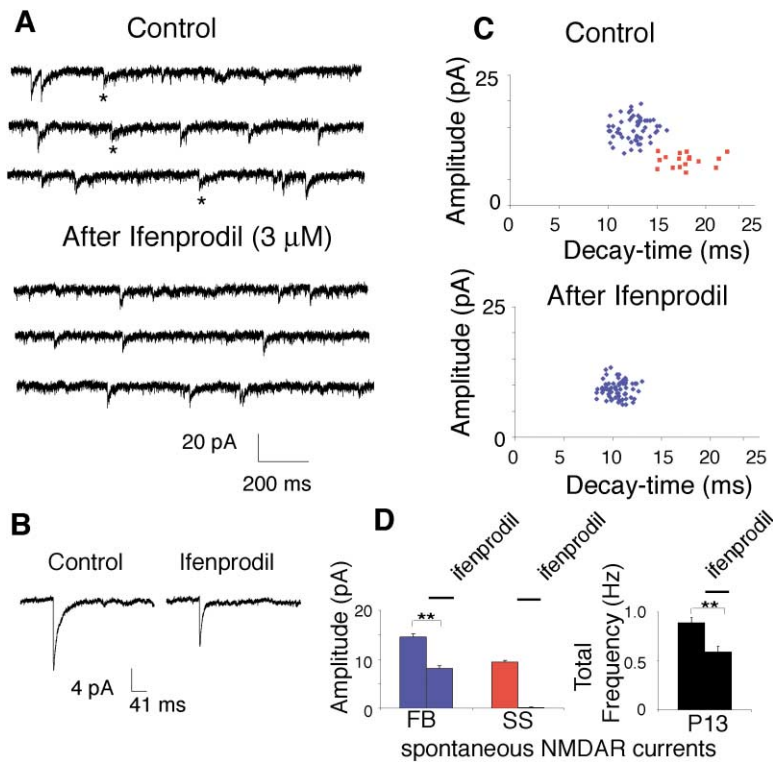 A
Control
*
*
*
After Ifenprodil (3 μM)
20 pA
200 ms
B
Control
Ifenprodil
4 pA
41 ms
C
Control
Amplitude (pA)
25
0
0 5 10 15 20 25
Decay-time (ms)
After Ifenprodil
Amplitude (pA)
25
0
0 5 10 15 20 25
Decay-time (ms)
D
ifenprodil
ifenprodil
Amplitude (pA)
20
10
0
**
FB
SS
ifenprodil
Total
Frequency (Hz)
1.0
0.5
0
**
P13
spontaneous NMDAR currents